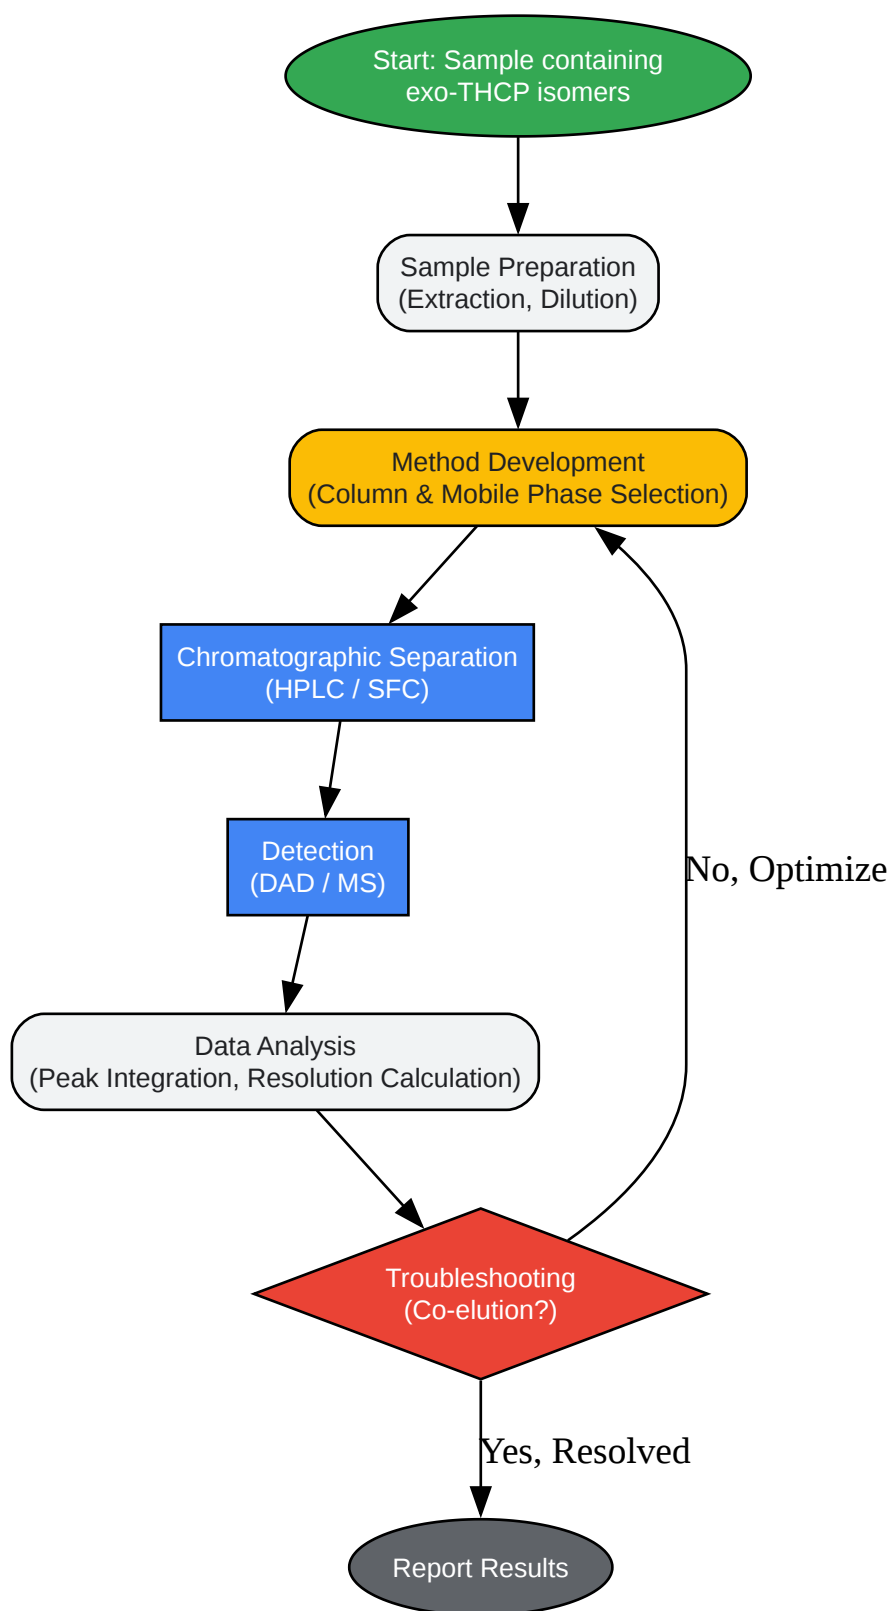 Start: Sample containing
exo-THCP isomers
Sample Preparation
(Extraction, Dilution)
Method Development
(Column & Mobile Phase Selection)
Chromatographic Separation
(HPLC / SFC)
Detection
(DAD / MS)
No, Optimize
Data Analysis
(Peak Integration, Resolution Calculation)
Troubleshooting
(Co-elution?)
Yes, Resolved
Report Results